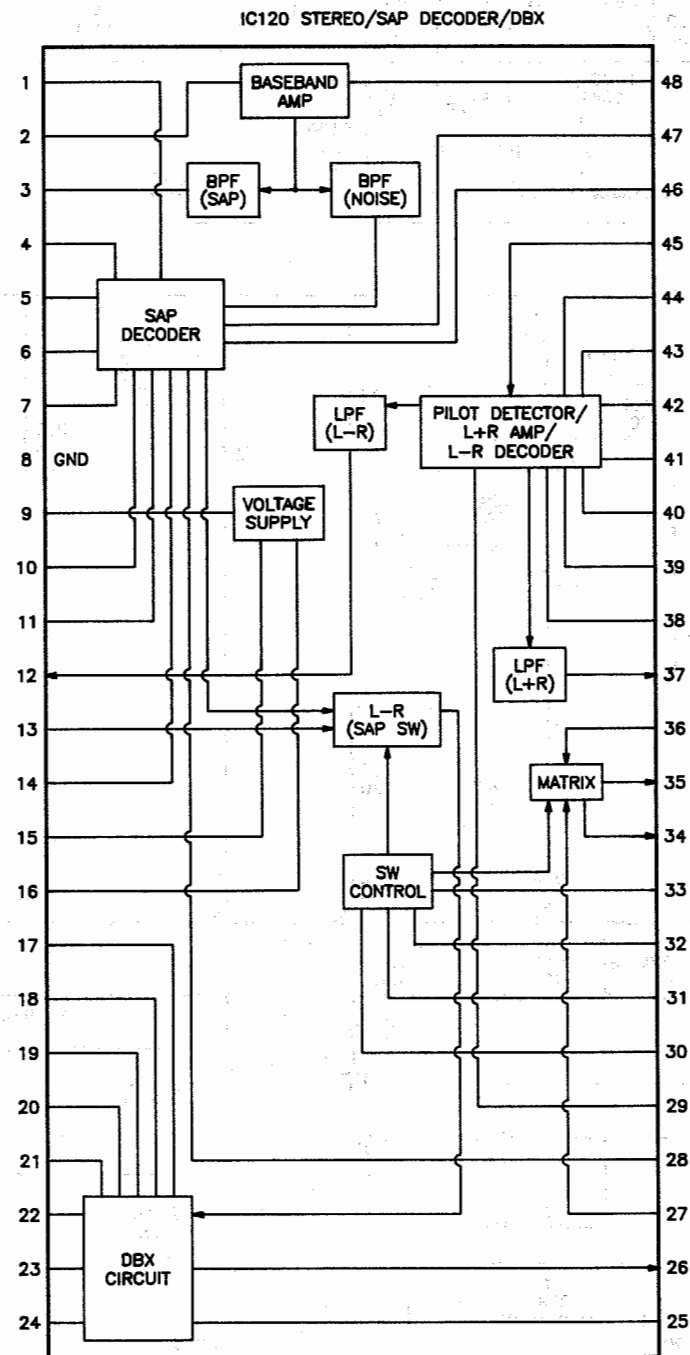 IC120 STEREO/SAP DECODER/DBX
1
BASEBAND
AMP
48
2
47
3
BPF
(SAP)
BPF
(NOISE)
46
4
45
5
SAP
DECODER
44
6
43
7
LPF
(L-R)
PILOT DETECTOR/
L+R AMP/
L-R DECODER
42
8
GND
41
9
VOLTAGE
SUPPLY
40
10
39
11
38
12
LPF
(L+R)
37
13
L-R
(SAP SW)
36
14
MATRIX
35
15
34
16
SW
CONTROL
33
17
32
18
31
19
30
20
29
21
28
22
27
23
DBX
CIRCUIT
26
24
25